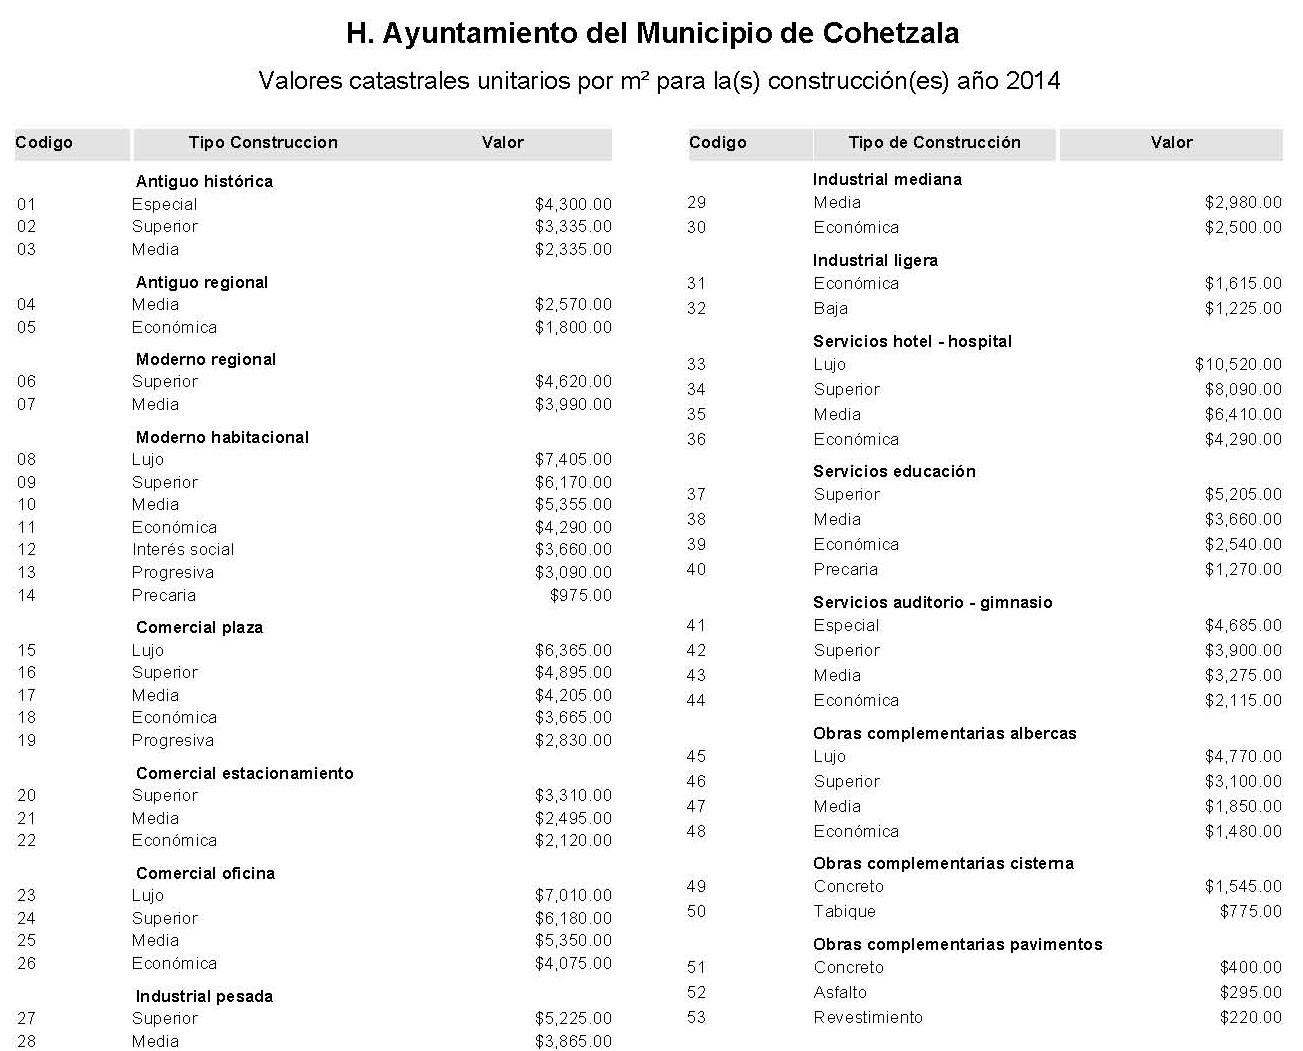 H. Ayuntamiento del Municipio de Cohetzala
Valores catastrales unitarios por m² para la(s) construcción(es) año 2014
Codigo Tipo Construccion Valor
Antiguo histórica
01 Especial $4,300.00
02 Superior $3,335.00
03 Media $2,335.00
Antiguo regional
04 Media $2,570.00
05 Económica $1,800.00
Moderno regional
06 Superior $4,620.00
07 Media $3,990.00
Moderno habitacional
08 Lujo $7,405.00
09 Superior $6,170.00
10 Media $5,355.00
11 Económica $4,290.00
12 Interés social $3,660.00
13 Progresiva $3,090.00
14 Precaria $975.00
Comercial plaza
15 Lujo $6,365.00
16 Superior $4,895.00
17 Media $4,205.00
18 Económica $3,665.00
19 Progresiva $2,830.00
Comercial estacionamiento
20 Superior $3,310.00
21 Media $2,495.00
22 Económica $2,120.00
Comercial oficina
23 Lujo $7,010.00
24 Superior $6,180.00
25 Media $5,350.00
26 Económica $4,075.00
Industrial pesada
27 Superior $5,225.00
28 Media $3,865.00
Codigo Tipo de Construcción Valor
Industrial mediana
29 Media $2,980.00
30 Económica $2,500.00
Industrial ligera
31 Económica $1,615.00
32 Baja $1,225.00
Servicios hotel - hospital
33 Lujo $10,520.00
34 Superior $8,090.00
35 Media $6,410.00
36 Económica $4,290.00
Servicios educación
37 Superior $5,205.00
38 Media $3,660.00
39 Económica $2,540.00
40 Precaria $1,270.00
Servicios auditorio - gimnasio
41 Especial $4,685.00
42 Superior $3,900.00
43 Media $3,275.00
44 Económica $2,115.00
Obras complementarias albercas
45 Lujo $4,770.00
46 Superior $3,100.00
47 Media $1,850.00
48 Económica $1,480.00
Obras complementarias cisterna
49 Concreto $1,545.00
50 Tabique $775.00
Obras complementarias pavimentos
51 Concreto $400.00
52 Asfalto $295.00
53 Revestimiento $220.00